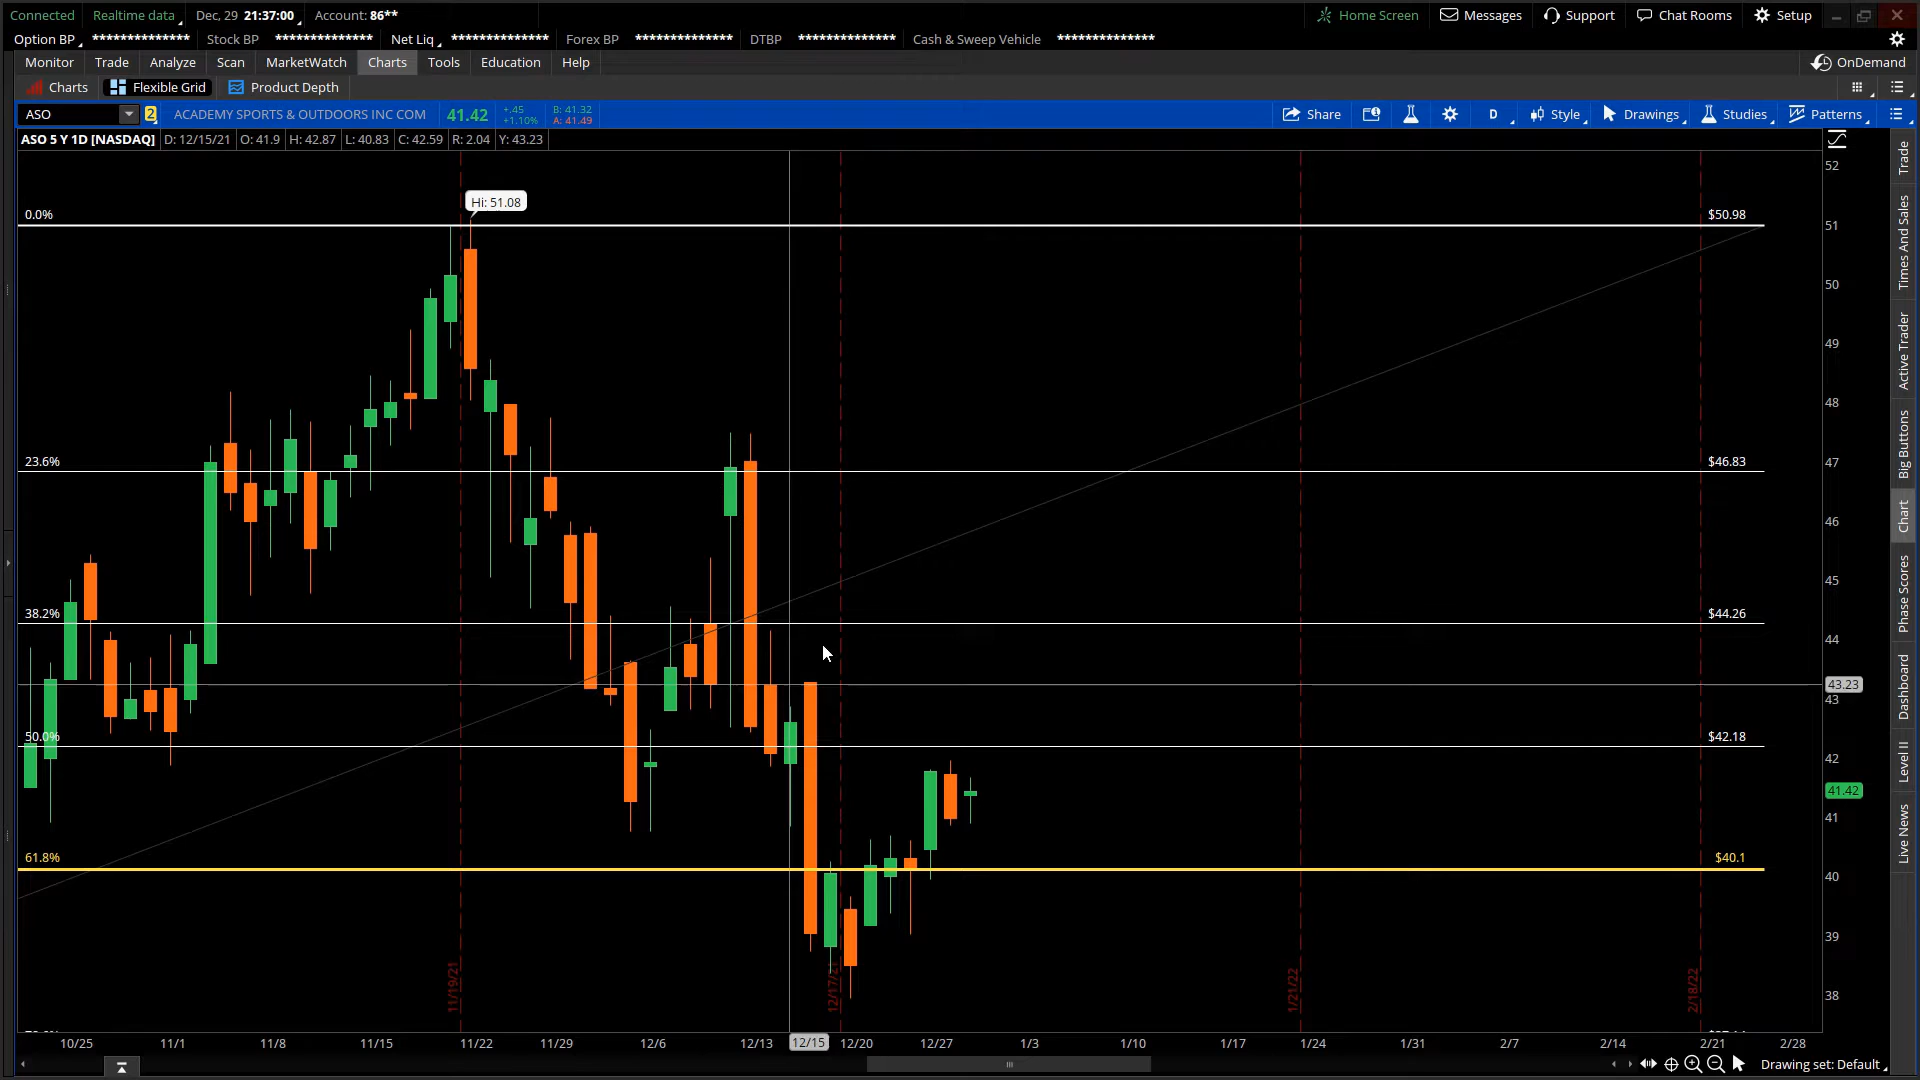 Connected Realtime data Dec, 29 21:37:00 Account: 86** Home Screen Messages Support Chat Rooms Setup
Option BP ************** Stock BP ************** Net Liq ************** Forex BP ************** DTBP ************** Cash & Sweep Vehicle **************
Monitor Trade Analyze Scan MarketWatch Charts Tools Education Help OnDemand
Charts Flexible Grid Product Depth
ASO 2 ACADEMY SPORTS & OUTDOORS INC COM 41.42 +.45 +1.10% B: 41.32 A: 41.49 Share D Style Drawings Studies Patterns
ASO 5 Y 1D [NASDAQ] D: 12/15/21 O: 41.9 H: 42.87 L: 40.83 C: 42.59 R: 2.04 Y: 43.23
52
Hi: 51.08
0.0% $50.98
51
50
49
48
23.6% $46.83
47
46
45
38.2% $44.26
44
43.23
43
50.0% $42.18
42
41.42
41
61.8% $40.1
40
39
38
11/19/21 12/17/21 1/21/22 2/18/22
10/25 11/1 11/8 11/15 11/22 11/29 12/6 12/13 12/15 12/20 12/27 1/3 1/10 1/17 1/24 1/31 2/7 2/14 2/21 2/28
Drawing set: Default
Trade
Times And Sales
Active Trader
Big Buttons
Chart
Phase Scores
Dashboard
Level II
Live News